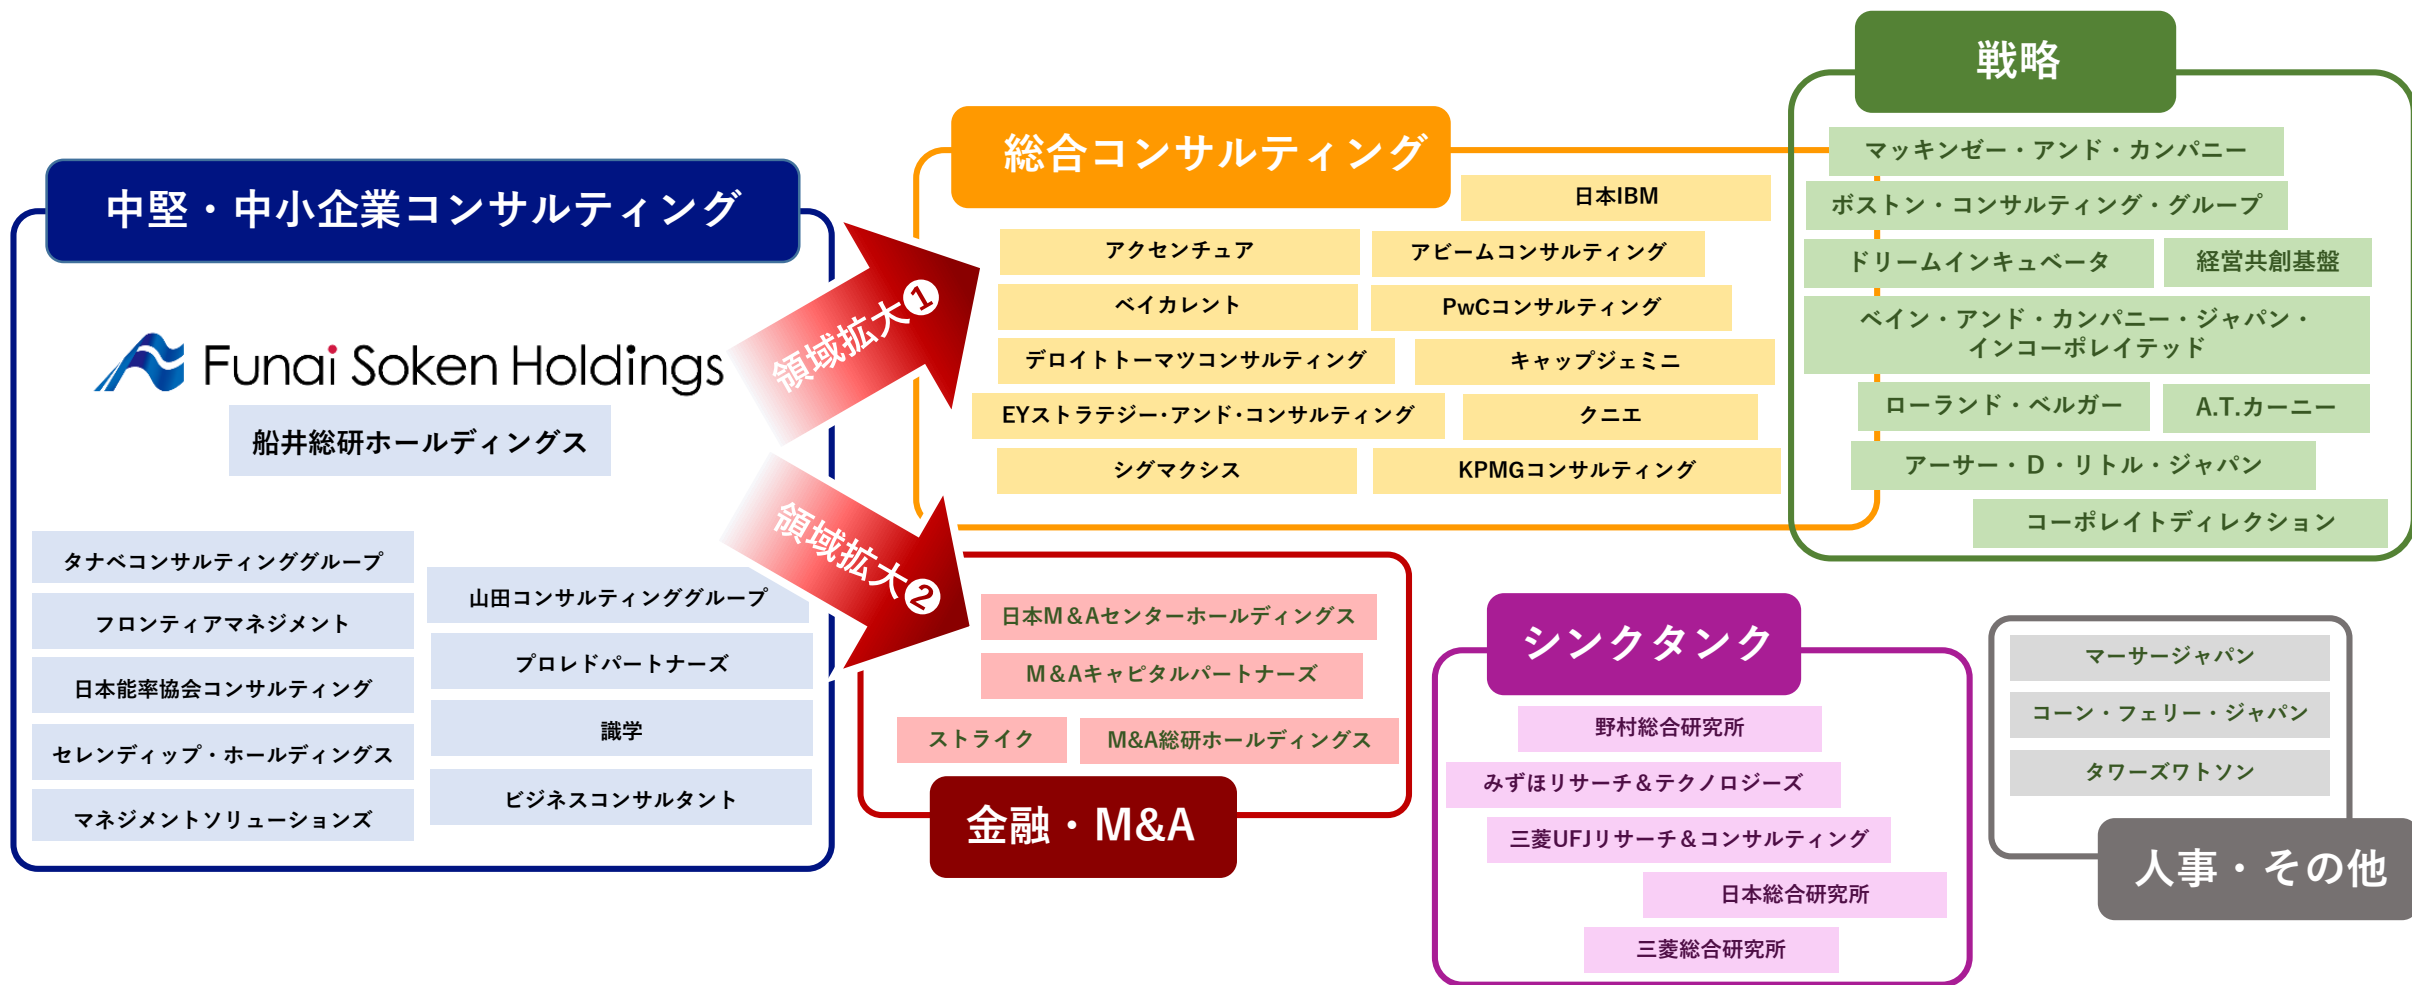 中堅・中小企業コンサルティング
Funai Soken Holdings
船井総研ホールディングス
タナベコンサルティンググループ
フロンティアマネジメント
日本能率協会コンサルティング
セレンディップ・ホールディングス
マネジメントソリューションズ
山田コンサルティンググループ
プロレドパートナーズ
識学
ビジネスコンサルタント
領域拡大❶
領域拡大❷
総合コンサルティング
日本IBM
アクセンチュア
アビームコンサルティング
ベイカレント
PwCコンサルティング
デロイトトーマツコンサルティング
キャップジェミニ
EYストラテジー・アンド・コンサルティング
クニエ
シグマクシス
KPMGコンサルティング
戦略
マッキンゼー・アンド・カンパニー
ボストン・コンサルティング・グループ
ドリームインキュベータ
経営共創基盤
ベイン・アンド・カンパニー・ジャパン・
インコーポレイテッド
ローランド・ベルガー
A.T.カーニー
アーサー・D・リトル・ジャパン
コーポレイトディレクション
日本M＆Aセンターホールディングス
M＆Aキャピタルパートナーズ
ストライク
M&A総研ホールディングス
金融・M&A
シンクタンク
野村総合研究所
みずほリサーチ＆テクノロジーズ
三菱UFJリサーチ＆コンサルティング
日本総合研究所
三菱総合研究所
マーサージャパン
コーン・フェリー・ジャパン
タワーズワトソン
人事・その他